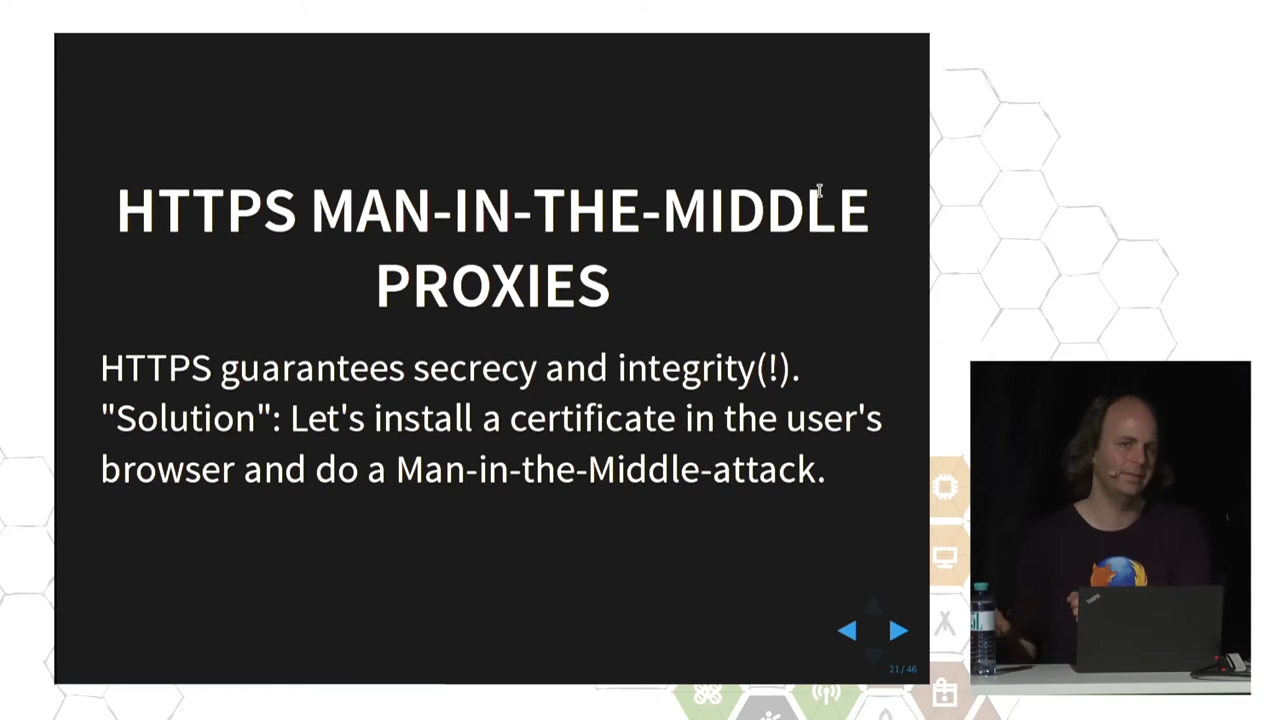 HTTPS MAN-IN-THE-MIDDLE
PROXIES
HTTPS guarantees secrecy and integrity(!).
"Solution": Let's install a certificate in the user's
browser and do a Man-in-the-Middle-attack.
21 / 46
ThinkPad